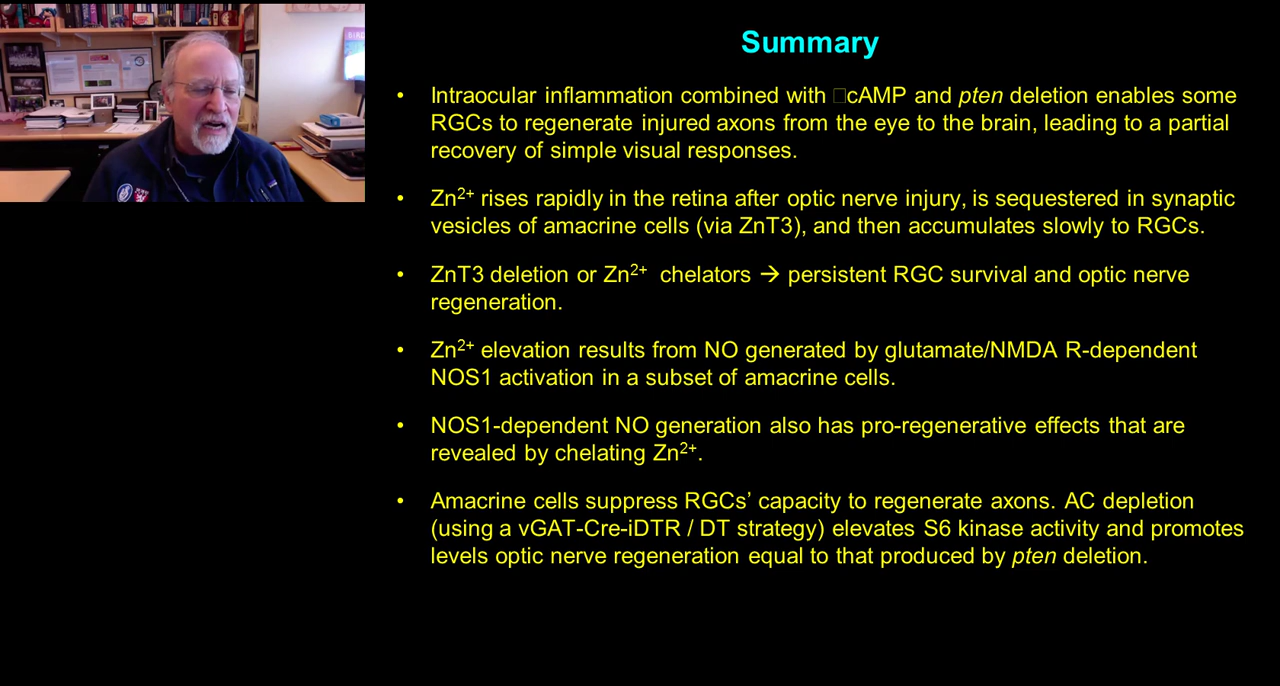 Summary
• Intraocular inflammation combined with □cAMP and pten deletion enables some
RGCs to regenerate injured axons from the eye to the brain, leading to a partial
recovery of simple visual responses.
• Zn²⁺ rises rapidly in the retina after optic nerve injury, is sequestered in synaptic
vesicles of amacrine cells (via ZnT3), and then accumulates slowly to RGCs.
• ZnT3 deletion or Zn²⁺ chelators → persistent RGC survival and optic nerve
regeneration.
• Zn²⁺ elevation results from NO generated by glutamate/NMDA R-dependent
NOS1 activation in a subset of amacrine cells.
• NOS1-dependent NO generation also has pro-regenerative effects that are
revealed by chelating Zn²⁺.
• Amacrine cells suppress RGCs’ capacity to regenerate axons. AC depletion
(using a vGAT-Cre-iDTR / DT strategy) elevates S6 kinase activity and promotes
levels optic nerve regeneration equal to that produced by pten deletion.